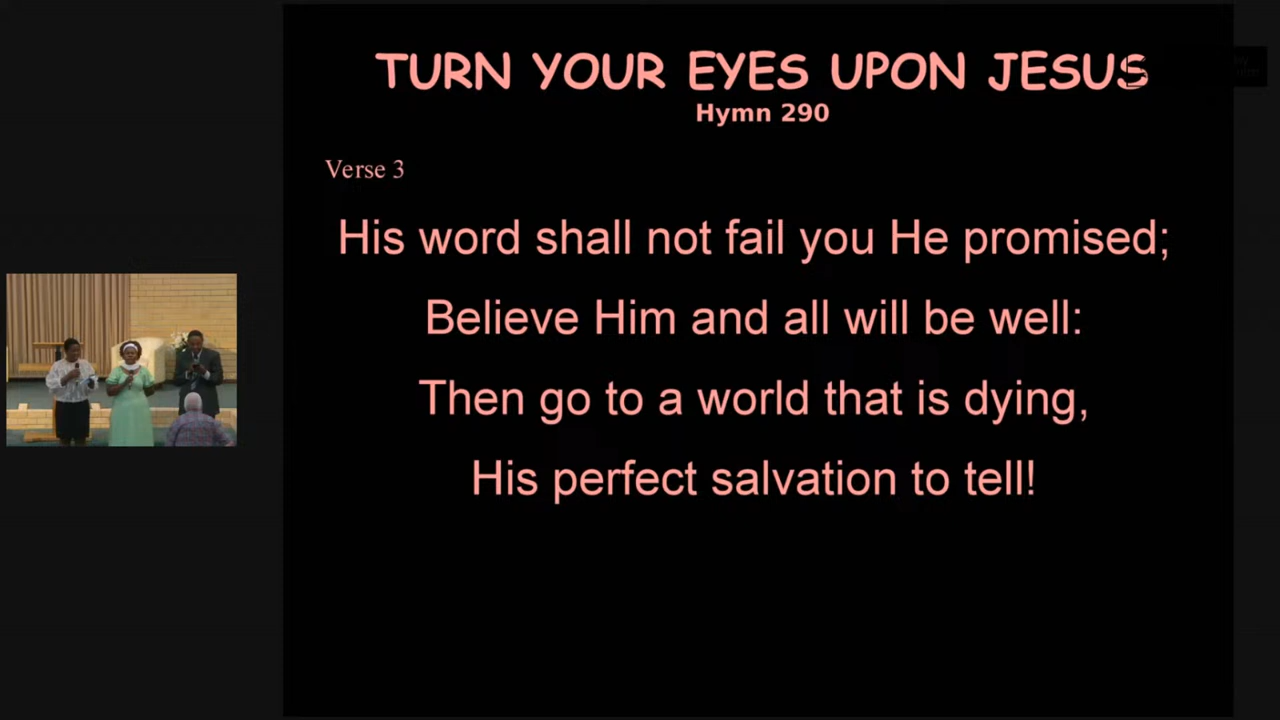 TURN YOUR EYES UPON JESUS
Hymn 290
Verse 3
His word shall not fail you He promised;
Believe Him and all will be well:
Then go to a world that is dying,
His perfect salvation to tell!